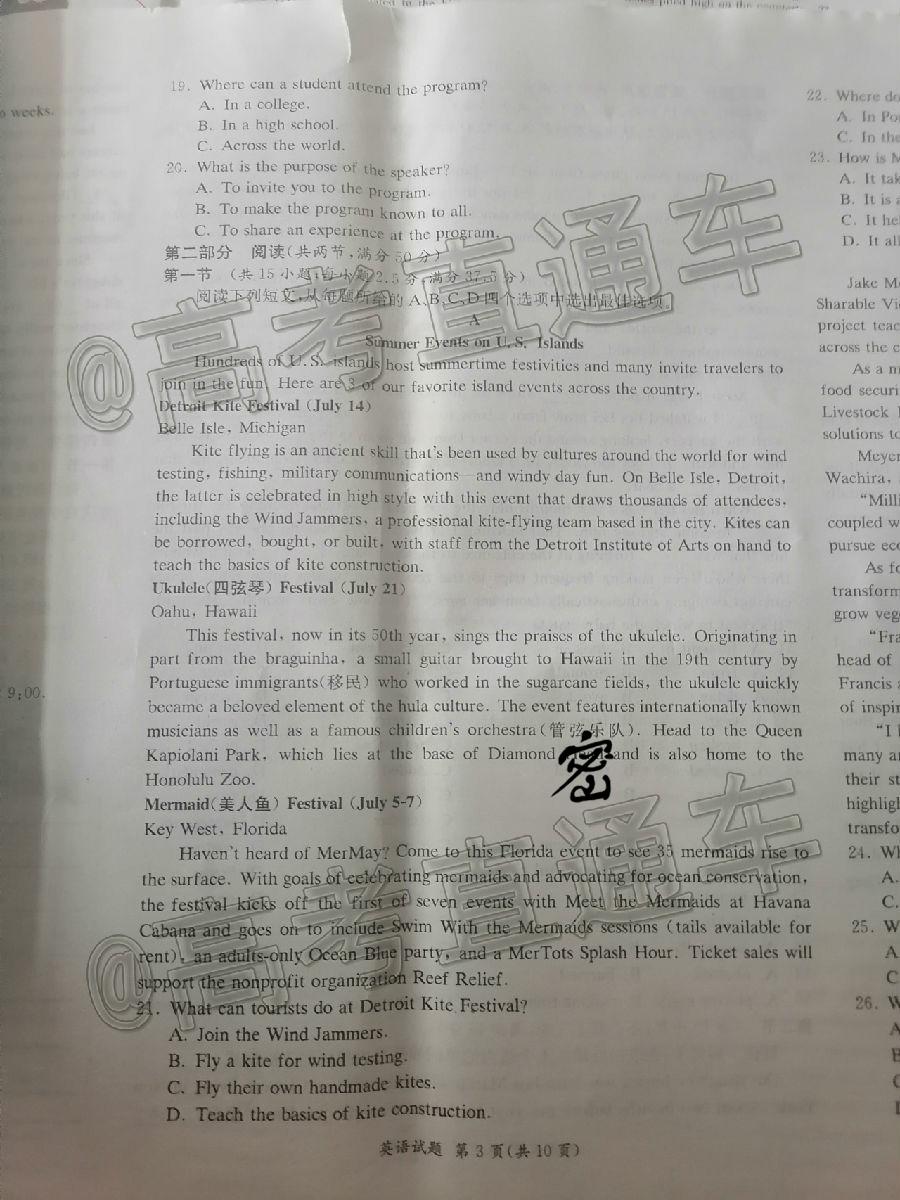 19. Where can a student attend the program?
A. In a college.
B. In a high school.
C. Across the world.
20. What is the purpose of the speaker?
A. To invite you to the program.
B. To make the program known to all.
C. To share an experience at the program.
第二部分 阅读(共两节,满分50分)
第一节 (共15小题;每小题2.5分,满分37.5分)
阅读下列短文,从每题所给的A、B、C、D四个选项中选出最佳选项。
A
Summer Events on U.S. Islands
Hundreds of U.S. islands host summertime festivities and many invite travelers to
join in the fun. Here are 3 of our favorite island events across the country.
Detroit Kite Festival (July 14)
Belle Isle, Michigan
Kite flying is an ancient skill that's been used by cultures around the world for wind
testing, fishing, military communications—and windy day fun. On Belle Isle, Detroit,
the latter is celebrated in high style with this event that draws thousands of attendees,
including the Wind Jammers, a professional kite-flying team based in the city. Kites can
be borrowed, bought, or built, with staff from the Detroit Institute of Arts on hand to
teach the basics of kite construction.
Ukulele(四弦琴) Festival (July 21)
Oahu, Hawaii
This festival, now in its 50th year, sings the praises of the ukulele. Originating in
part from the braguinha, a small guitar brought to Hawaii in the 19th century by
Portuguese immigrants(移民) who worked in the sugarcane fields, the ukulele quickly
became a beloved element of the hula culture. The event features internationally known
musicians as well as a famous children's orchestra(管弦乐队). Head to the Queen
Kapiolani Park, which lies at the base of Diamond and is also home to the
Honolulu Zoo.
密
Mermaid(美人鱼) Festival (July 5-7)
Key West, Florida
Haven't heard of MerMay? Come to this Florida event to see 35 mermaids rise to
the surface. With goals of celebrating mermaids and advocating for ocean conservation,
the festival kicks off the first of seven events with Meet the Mermaids at Havana
Cabana and goes on to include Swim With the Mermaids sessions (tails available for
rent), an adults-only Ocean Blue party, and a MerTots Splash Hour. Ticket sales will
support the nonprofit organization Reef Relief.
21. What can tourists do at Detroit Kite Festival?
A. Join the Wind Jammers.
B. Fly a kite for wind testing.
C. Fly their own handmade kites.
D. Teach the basics of kite construction.
英语试题 第3页(共10页)
@高考直通车
@高考直通车
weeks.
9:00.
22. Where do
A. In
C. In the
23. How is
A. It
B. It is
C. It
D. It
Jake
Sharable
project
across the
As a
food
Livestock
solutions
Meyer
Wachira,
coupled
pursue
As
transform
grow
head of
Francis
of
"I
many
their
highlight
24.
A.
C.
25.
A
C
26.
A